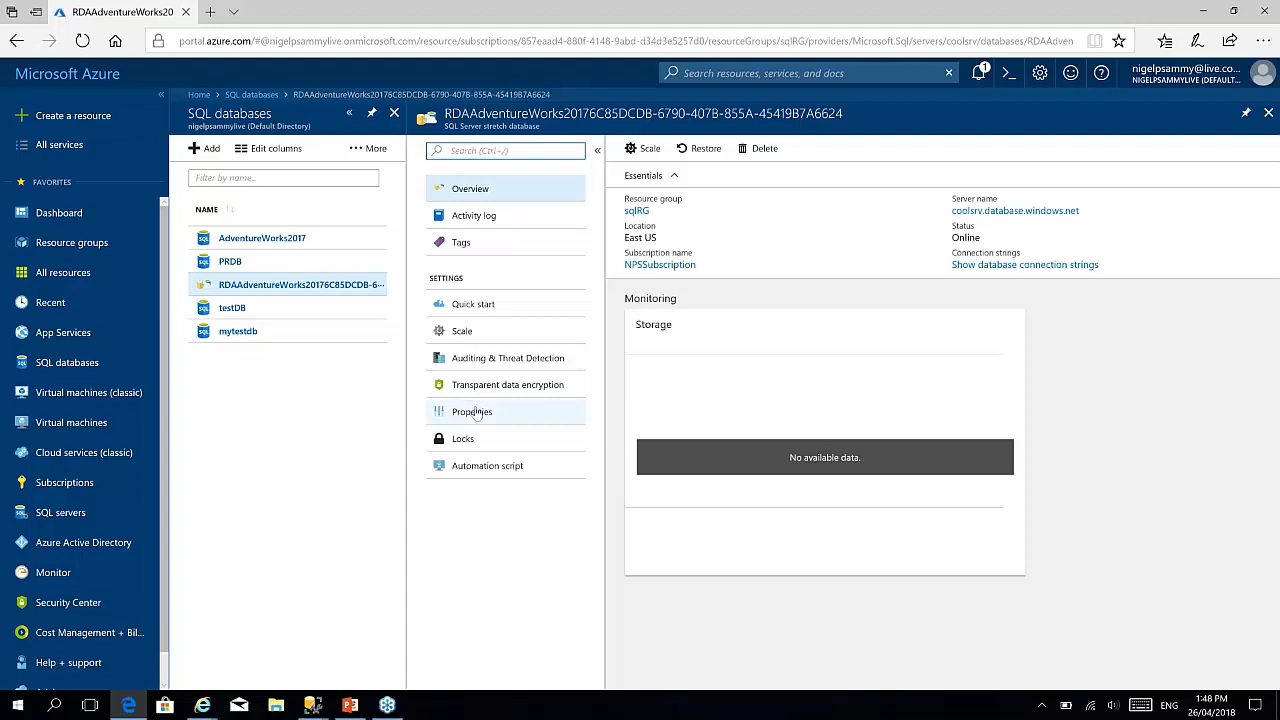 RDAAdventureWorks20
portal.azure.com/#@nigelpsammylive.onmicrosoft.com/resource/subscriptions/857eaad4-880f-4148-9abd-d34d3e5257d0/resourceGroups/sqlRG/providers/Microsoft.Sql/servers/coolsrv/databases/RDAAdven
Microsoft Azure
Search resources, services, and docs
1
nigelpsammy@live.co...
NIGELPSAMMYLIVE (DEFAULT...
Home > SQL databases > RDAAdventureWorks20176C85DCDB-6790-407B-855A-45419B7A6624
Create a resource
All services
FAVORITES
Dashboard
Resource groups
All resources
Recent
App Services
SQL databases
Virtual machines (classic)
Virtual machines
Cloud services (classic)
Subscriptions
SQL servers
Azure Active Directory
Monitor
Security Center
Cost Management + Bil...
Help + support
SQL databases
nigelpsammylive (Default Directory)
Add
Edit columns
More
Filter by name...
NAME
AdventureWorks2017
PRDB
RDAAdventureWorks20176C85DCDB-6···
testDB
mytestdb
RDAAdventureWorks20176C85DCDB-6790-407B-855A-45419B7A6624
SQL Server stretch database
Search (Ctrl+/)
Overview
Activity log
Tags
SETTINGS
Quick start
Scale
Auditing & Threat Detection
Transparent data encryption
Properties
Locks
Automation script
Scale
Restore
Delete
Essentials
Resource group
sqlRG
Location
East US
Subscription name
NPSSubscription
Server name
coolsrv.database.windows.net
Status
Online
Connection strings
Show database connection strings
Monitoring
Storage
No available data.
ENG
1:48 PM
26/04/2018